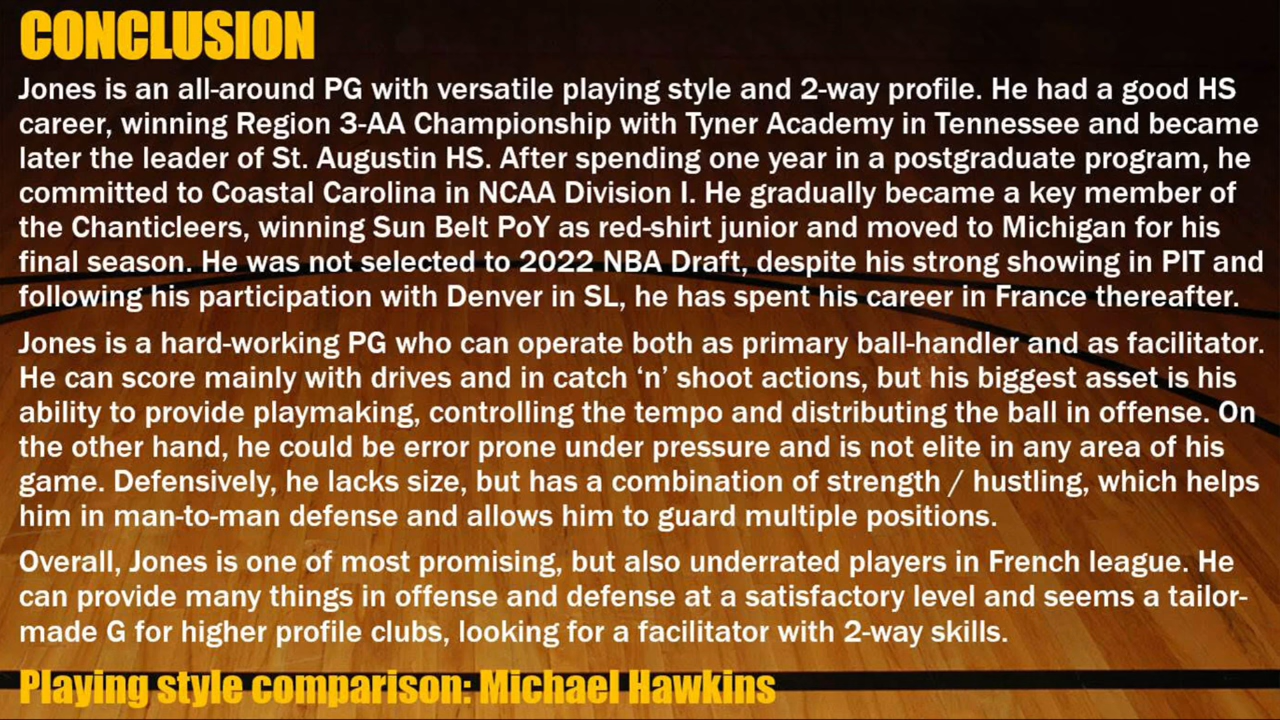 CONCLUSION
Jones is an all-around PG with versatile playing style and 2-way profile. He had a good HS
career, winning Region 3-AA Championship with Tyner Academy in Tennessee and became
later the leader of St. Augustin HS. After spending one year in a postgraduate program, he
committed to Coastal Carolina in NCAA Division I. He gradually became a key member of
the Chanticleers, winning Sun Belt PoY as red-shirt junior and moved to Michigan for his
final season. He was not selected to 2022 NBA Draft, despite his strong showing in PIT and
following his participation with Denver in SL, he has spent his career in France thereafter.
Jones is a hard-working PG who can operate both as primary ball-handler and as facilitator.
He can score mainly with drives and in catch ‘n’ shoot actions, but his biggest asset is his
ability to provide playmaking, controlling the tempo and distributing the ball in offense. On
the other hand, he could be error prone under pressure and is not elite in any area of his
game. Defensively, he lacks size, but has a combination of strength / hustling, which helps
him in man-to-man defense and allows him to guard multiple positions.
Overall, Jones is one of most promising, but also underrated players in French league. He
can provide many things in offense and defense at a satisfactory level and seems a tailor-
made G for higher profile clubs, looking for a facilitator with 2-way skills.
Playing style comparison: Michael Hawkins